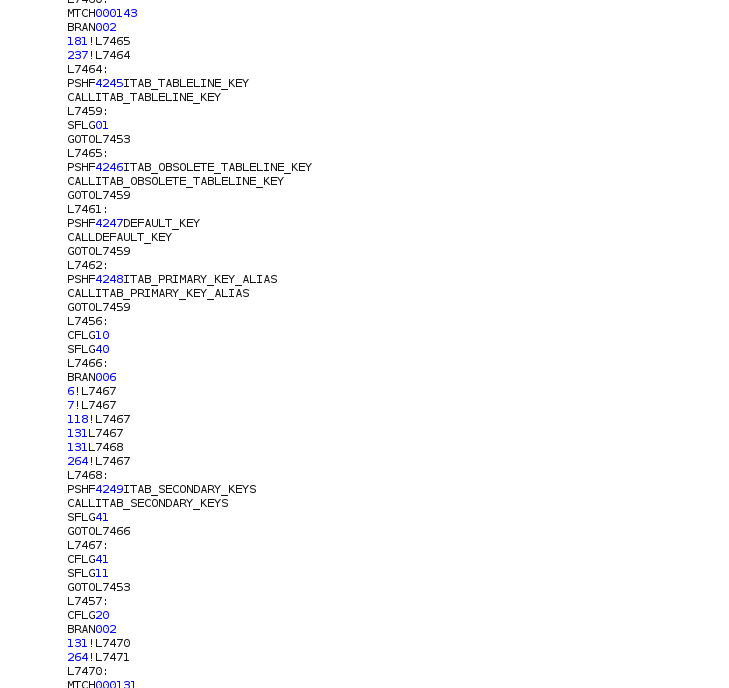 L7460:
MTCH000143
BRAN002
181!L7465
237!L7464
L7464:
PSHF4245ITAB_TABLELINE_KEY
CALLITAB_TABLELINE_KEY
L7459:
SFLG01
GOTOL7453
L7465:
PSHF4246ITAB_OBSOLETE_TABLELINE_KEY
CALLITAB_OBSOLETE_TABLELINE_KEY
GOTOL7459
L7461:
PSHF4247DEFAULT_KEY
CALLDEFAULT_KEY
GOTOL7459
L7462:
PSHF4248ITAB_PRIMARY_KEY_ALIAS
CALLITAB_PRIMARY_KEY_ALIAS
GOTOL7459
L7456:
CFLG10
SFLG40
L7466:
BRAN006
6!L7467
7!L7467
118!L7467
131L7467
131L7468
264!L7467
L7468:
PSHF4249ITAB_SECONDARY_KEYS
CALLITAB_SECONDARY_KEYS
SFLG41
GOTOL7466
L7467:
CFLG41
SFLG11
GOTOL7453
L7457:
CFLG20
BRAN002
131!L7470
264!L7471
L7470:
MTCH000131